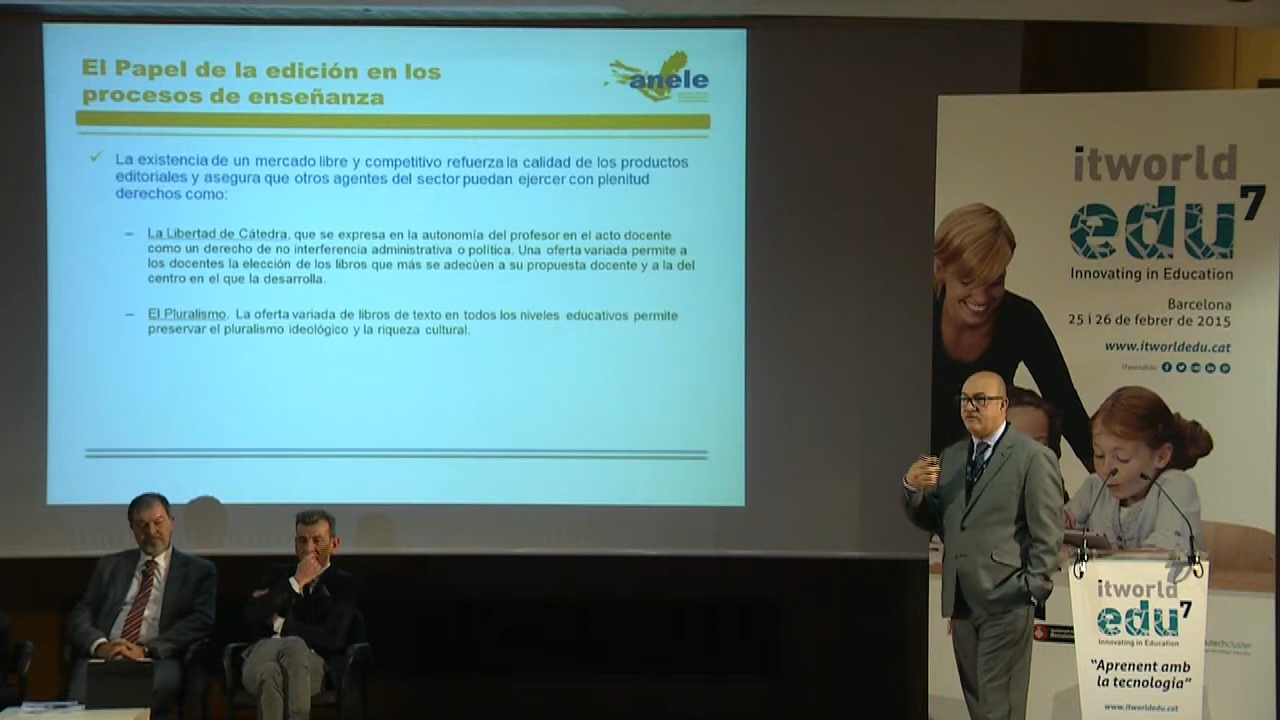 El Papel de la edición en los
procesos de enseñanza
anele
✓ La existencia de un mercado libre y competitivo refuerza la calidad de los productos
editoriales y asegura que otros agentes del sector puedan ejercer con plenitud
derechos como:
– La Libertad de Cátedra, que se expresa en la autonomía del profesor en el acto docente
como un derecho de no interferencia administrativa o política. Una oferta variada permite a
los docentes la elección de los libros que más se adecúen a su propuesta docente y a la del
centro en el que la desarrolla.
– El Pluralismo. La oferta variada de libros de texto en todos los niveles educativos permite
preservar el pluralismo ideológico y la riqueza cultural.
itworld
edu7
Innovating in Education
Barcelona
25 i 26 de febrer de 2015
www.itworldedu.cat
itworldedu
itworld
edu7
Innovating in Education
"Aprenent amb
la tecnologia"
www.itworldedu.cat